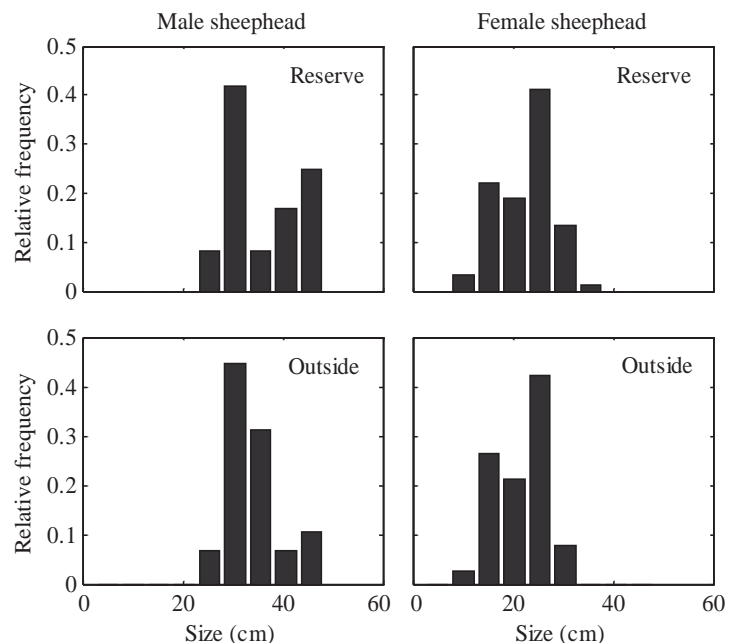 Male sheephead
Female sheephead
Relative frequency
0.5
0.4
0.3
0.2
0.1
0
Reserve
Reserve
Relative frequency
0.5
0.4
0.3
0.2
0.1
0
Outside
Outside
0 20 40 60
0 20 40 60
Size (cm)
Size (cm)